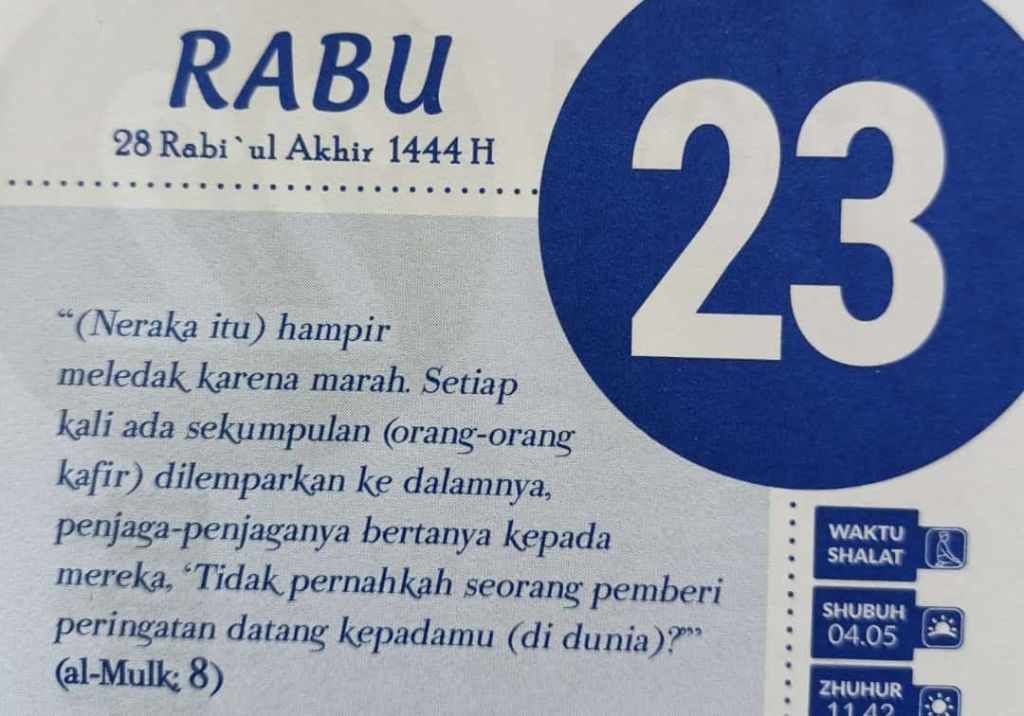 RABU
28 Rabi`ul Akhir 1444 H
23
“(Neraka itu) hampir
meledak karena marah. Setiap
kali ada sekumpulan (orang-orang
kafir) dilemparkan ke dalamnya,
penjaga-penjaganya bertanya kepada
mereka, ‘Tidak pernahkah seorang pemberi
peringatan datang kepadamu (di dunia)?’””
(al-Mulk: 8)
WAKTU
SHALAT
SHUBUH
04.05
ZHUHUR
11.42